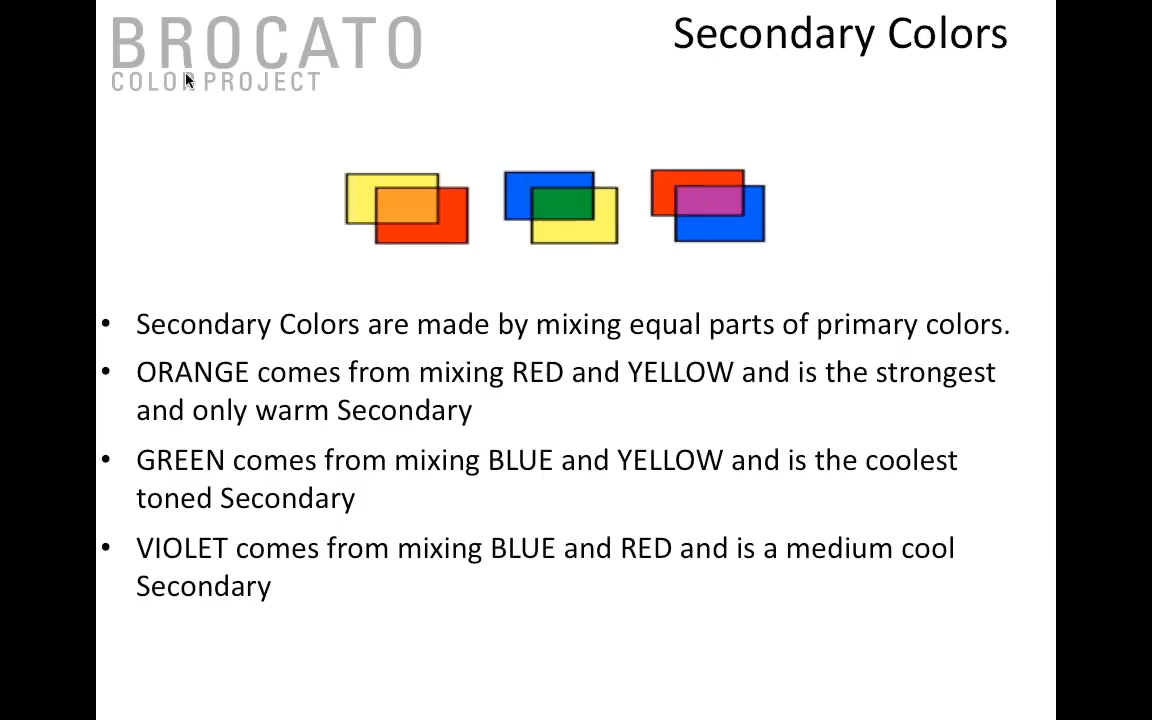 BROCATO
COLOR PROJECT
Secondary Colors
• Secondary Colors are made by mixing equal parts of primary colors.
• ORANGE comes from mixing RED and YELLOW and is the strongest
and only warm Secondary
• GREEN comes from mixing BLUE and YELLOW and is the coolest
toned Secondary
• VIOLET comes from mixing BLUE and RED and is a medium cool
Secondary